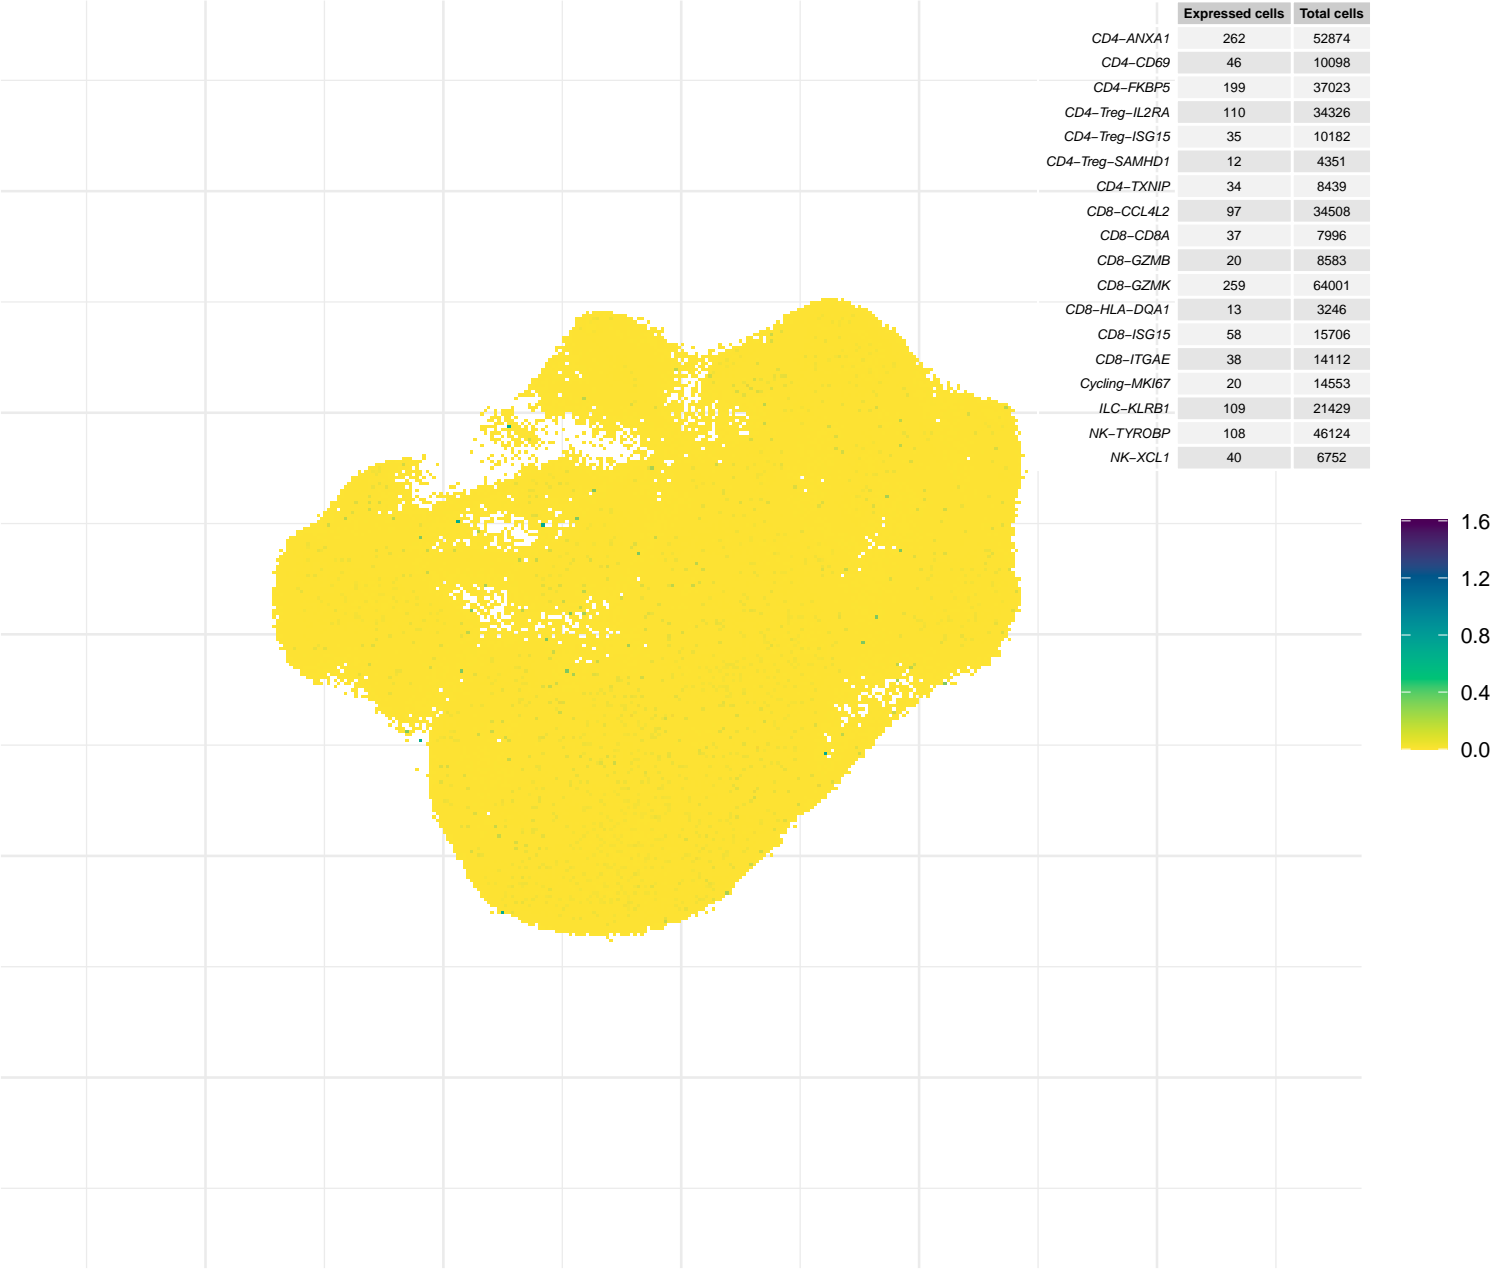 Expressed cells Total cells
CD4−ANXA1 262 52874
CD4−CD69 46 10098
CD4−FKBP5 199 37023
CD4−Treg−IL2RA 110 34326
CD4−Treg−ISG15 35 10182
CD4−Treg−SAMHD1 12 4351
CD4−TXNIP 34 8439
CD8−CCL4L2 97 34508
CD8−CD8A 37 7996
CD8−GZMB 20 8583
CD8−GZMK 259 64001
CD8−HLA−DQA1 13 3246
CD8−ISG15 58 15706
CD8−ITGAE 38 14112
Cycling−MKI67 20 14553
ILC−KLRB1 109 21429
NK−TYROBP 108 46124
NK−XCL1 40 6752
1.6
1.2
0.8
0.4
0.0